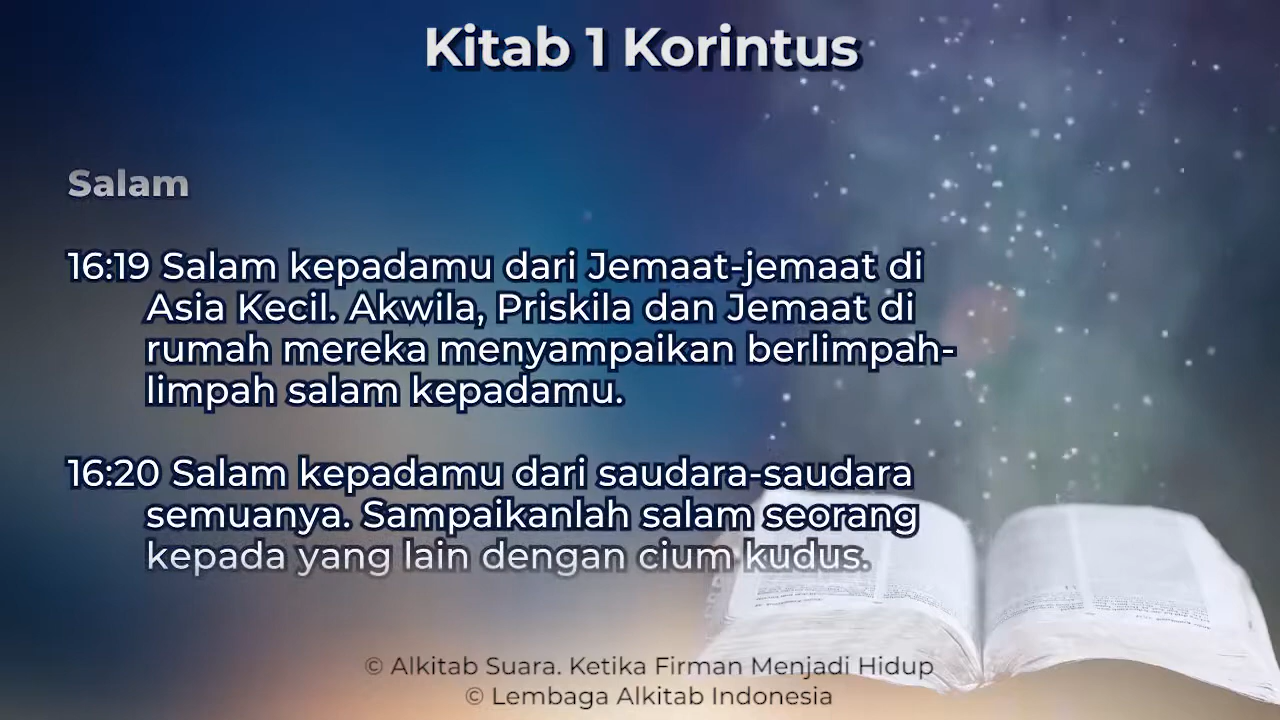 Kitab 1 Korintus
Salam
16:19 Salam kepadamu dari Jemaat-jemaat di
Asia Kecil. Akwila, Priskila dan Jemaat di
rumah mereka menyampaikan berlimpah-
limpah salam kepadamu.
16:20 Salam kepadamu dari saudara-saudara
semuanya. Sampaikanlah salam seorang
kepada yang lain dengan cium kudus.
© Alkitab Suara. Ketika Firman Menjadi Hidup
© Lembaga Alkitab Indonesia